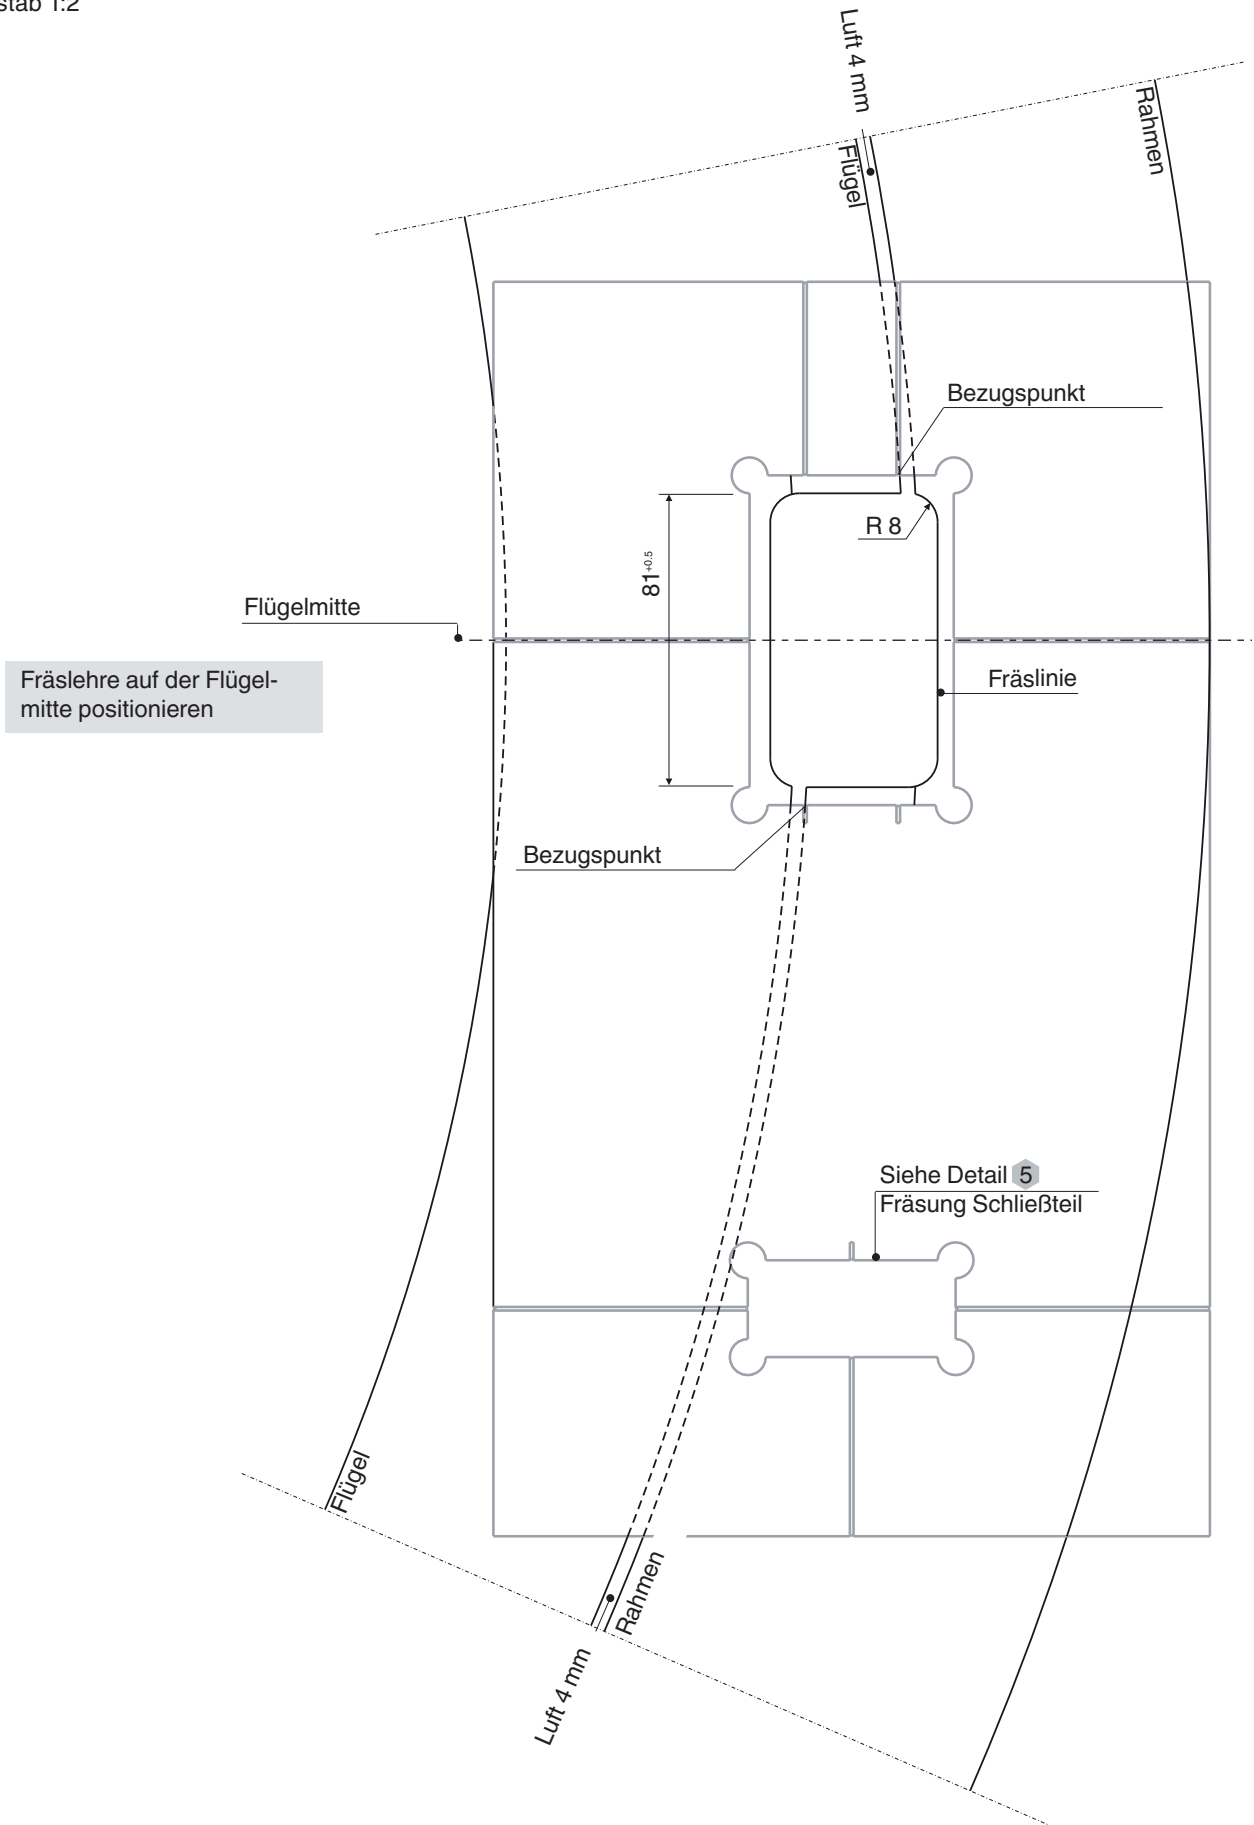 1:2
Luft 4 mm
Flügel
Rahmen
Bezugspunkt
R 8
81+0.5
Flügelmitte
Fräslehre auf der Flügel-
mitte positionieren
Fräslinie
Bezugspunkt
Siehe Detail 5
Fräsung Schließteil
Flügel
Rahmen
Luft 4 mm